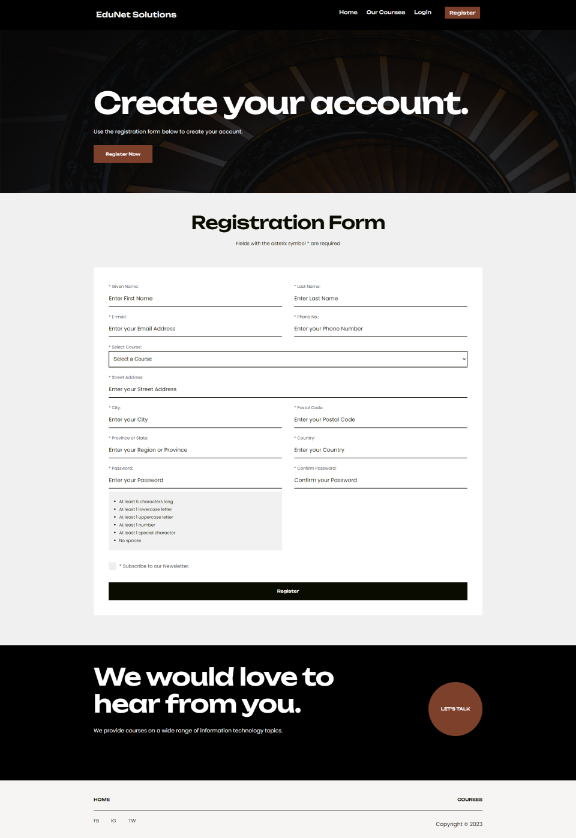 EduNet Solutions
Home Our Courses Login Register
Create your account.
Use the registration form below to create your account.
Register Now
Registration Form
Fields with the asterix symbol * are required
* Given Name: * Last Name:
Enter First Name Enter Last Name
* E-mail: * Phone No.:
Enter your Email Address Enter your Phone Number
* Select Course:
Select a Course
* Street Address
Enter your Street Address
* City: * Postal Code:
Enter your City Enter your Postal Code
* Province or State: * Country:
Enter your Region or Province Enter your Country
* Password: * Confirm Password:
Enter your Password Confirm your Password
• At least 6 characters long
• At least 1 lowercase letter
• At least 1 uppercase letter
• At least 1 number
• At least 1 special character
• No spaces
* Subscribe to our Newsletter.
Register
We would love to
hear from you.
LET'S TALK
We provide courses on a wide range of information technology topics.
HOME COURSES
FB IG TW
Copyright © 2023